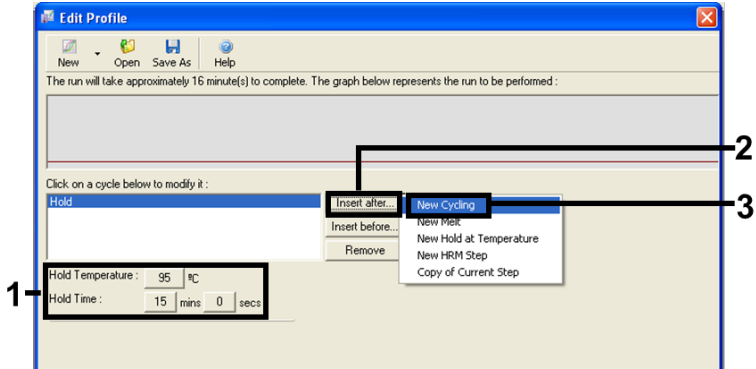 Edit Profile
New Open Save As Help
The run will take approximately 16 minute(s) to complete. The graph below represents the run to be performed :
2
Click on a cycle below to modify it :
Hold
Insert after...
New Cycling
3
New Melt
Insert before...
New Hold at Temperature
Remove
New HRM Step
Copy of Current Step
1
Hold Temperature : 95 ºC
Hold Time : 15 mins 0 secs